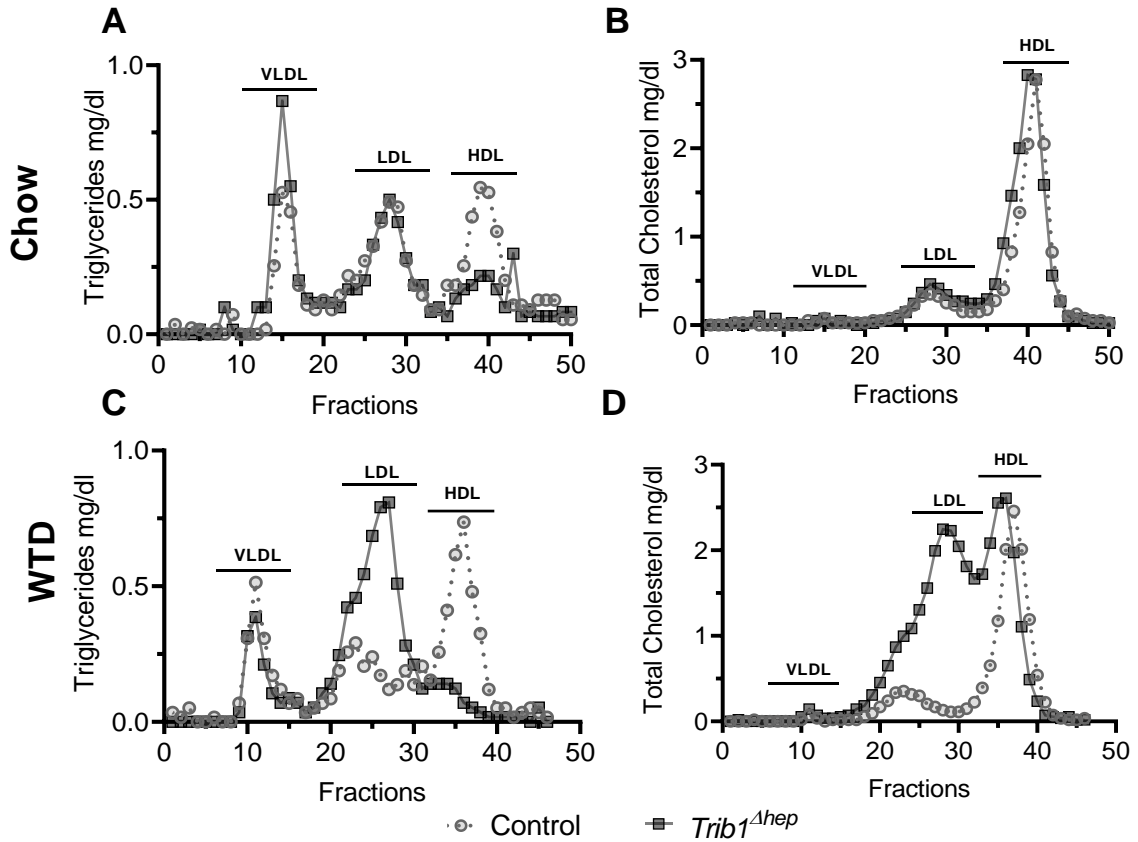 A
B
Chow
Triglycerides mg/dl
1.0
0.5
0.0
VLDL
LDL
HDL
0 10 20 30 40 50
Fractions
Total Cholesterol mg/dl
3
2
1
0
VLDL
LDL
HDL
0 10 20 30 40 50
Fractions
C
D
WTD
Triglycerides mg/dl
1.0
0.5
0.0
VLDL
LDL
HDL
0 10 20 30 40 50
Fractions
Total Cholesterol mg/dl
3
2
1
0
VLDL
LDL
HDL
0 10 20 30 40 50
Fractions
Control
Trib1Δhep